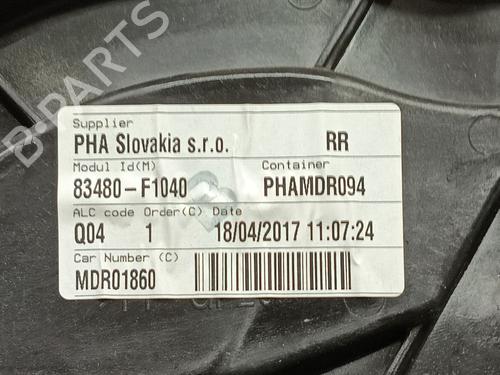 B-PARTS
Supplier
PHA Slovakia s.r.o. RR
Modul Id(M) Container
83480-F1040 PHAMDR094
ALC code Order(C) Date
Q04 1 18/04/2017 11:07:24
Car Number (C)
MDR01860